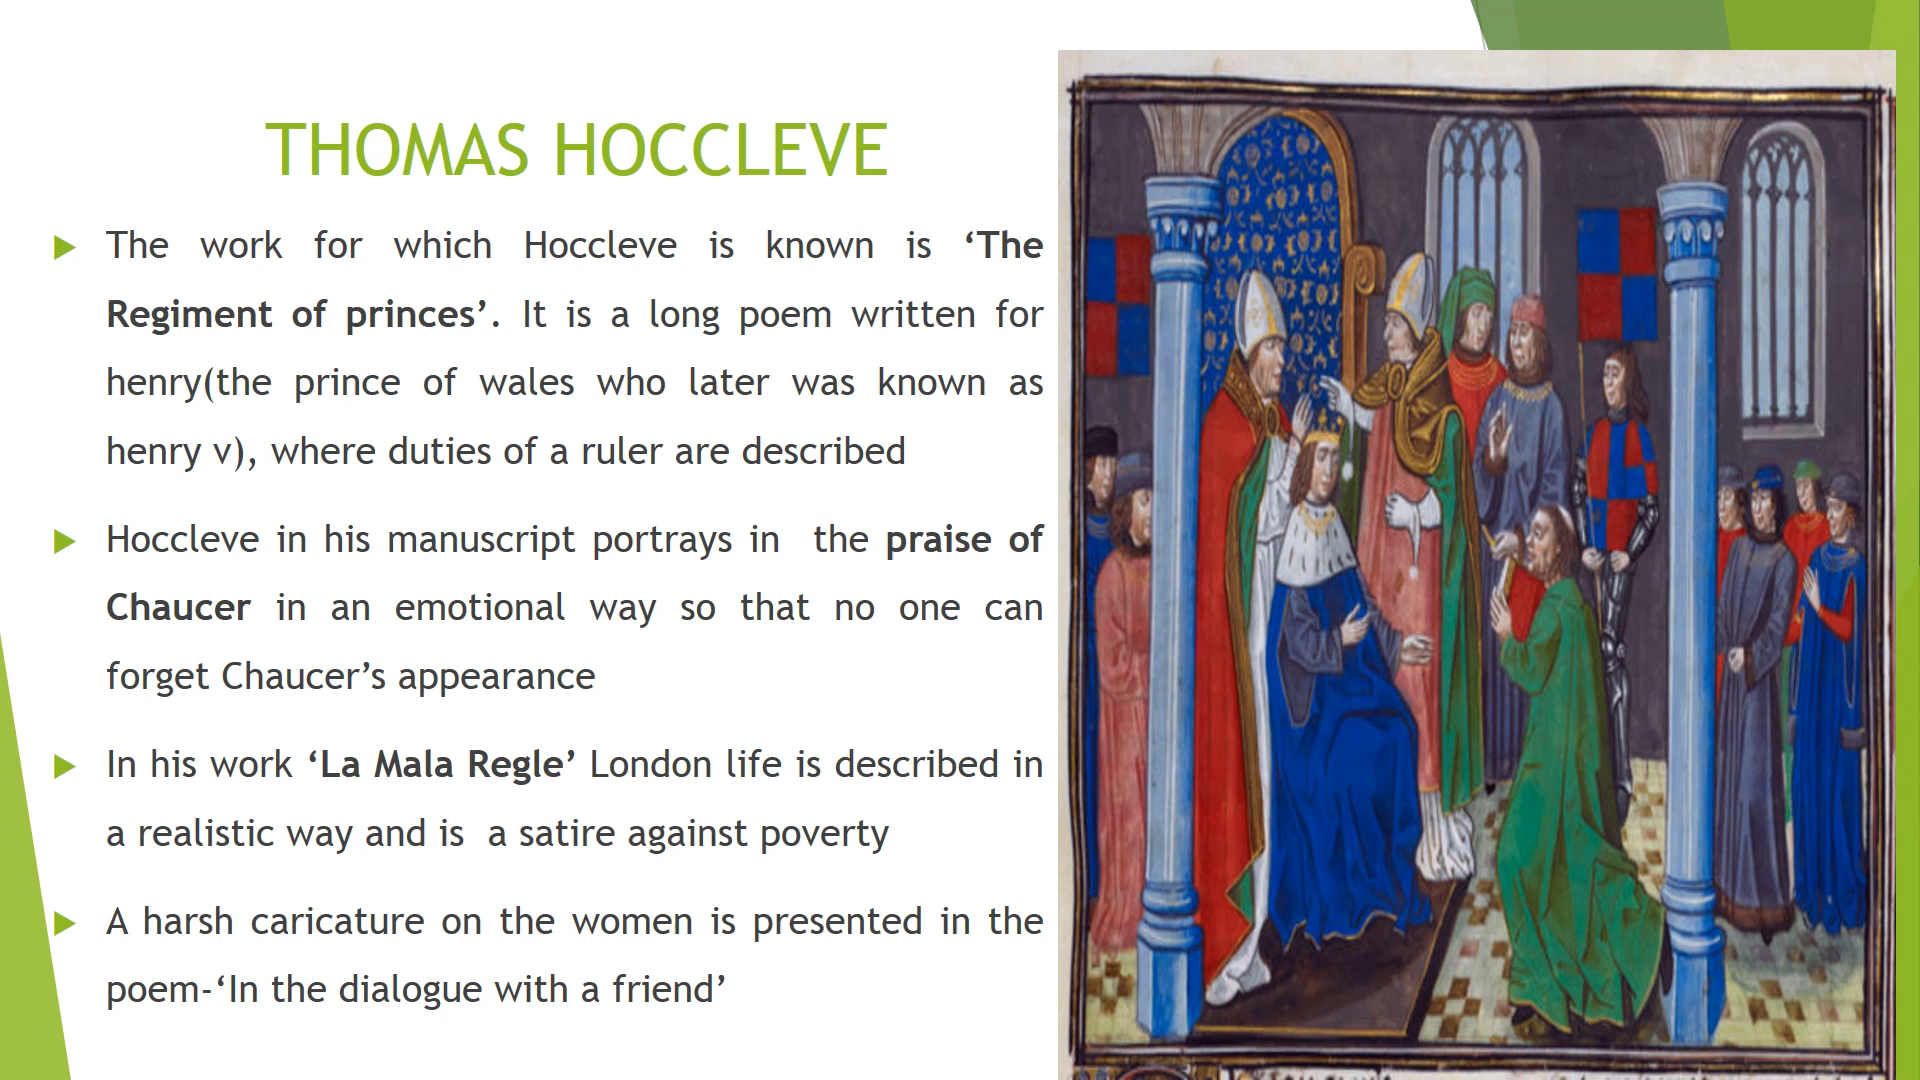 THOMAS HOCCLEVE
The work for which Hoccleve is known is ‘The
Regiment of princes’. It is a long poem written for
henry(the prince of wales who later was known as
henry v), where duties of a ruler are described
Hoccleve in his manuscript portrays in the praise of
Chaucer in an emotional way so that no one can
forget Chaucer’s appearance
In his work ‘La Mala Regle’ London life is described in
a realistic way and is a satire against poverty
A harsh caricature on the women is presented in the
poem-‘In the dialogue with a friend’